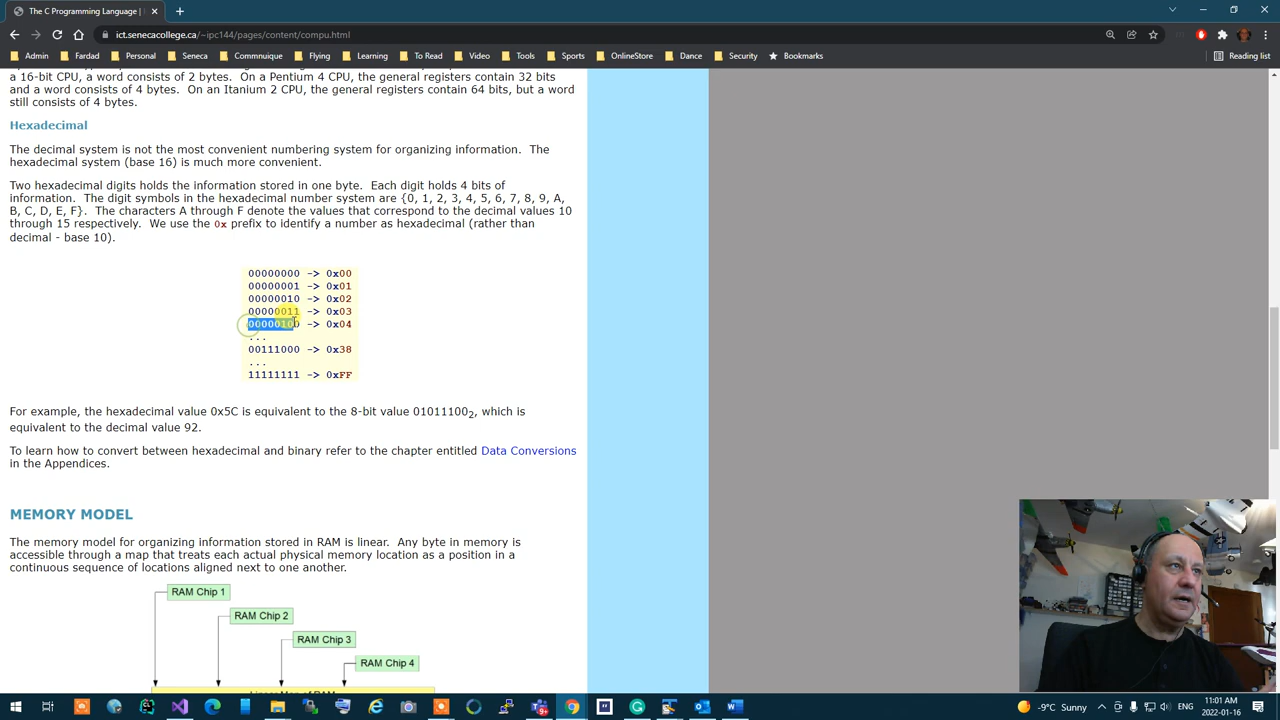 The C Programming Language |
ict.senecacollege.ca/~ipc144/pages/content/compu.html
Admin Fardad Personal Seneca Commnuique Flying Learning To Read Video Tools Sports OnlineStore Dance Security Bookmarks Reading list
a 16-bit CPU, a word consists of 2 bytes. On a Pentium 4 CPU, the general registers contain 32 bits
and a word consists of 4 bytes. On an Itanium 2 CPU, the general registers contain 64 bits, but a word
still consists of 4 bytes.
Hexadecimal
The decimal system is not the most convenient numbering system for organizing information. The
hexadecimal system (base 16) is much more convenient.
Two hexadecimal digits holds the information stored in one byte. Each digit holds 4 bits of
information. The digit symbols in the hexadecimal number system are {0, 1, 2, 3, 4, 5, 6, 7, 8, 9, A,
B, C, D, E, F}. The characters A through F denote the values that correspond to the decimal values 10
through 15 respectively. We use the 0x prefix to identify a number as hexadecimal (rather than
decimal - base 10).
00000000 -> 0x00
00000001 -> 0x01
00000010 -> 0x02
00000011 -> 0x03
00000100 -> 0x04
...
00111000 -> 0x38
...
11111111 -> 0xFF
For example, the hexadecimal value 0x5C is equivalent to the 8-bit value 01011100₂, which is
equivalent to the decimal value 92.
To learn how to convert between hexadecimal and binary refer to the chapter entitled Data Conversions
in the Appendices.
MEMORY MODEL
The memory model for organizing information stored in RAM is linear. Any byte in memory is
accessible through a map that treats each actual physical memory location as a position in a
continuous sequence of locations aligned next to one another.
RAM Chip 1
RAM Chip 2
RAM Chip 3
RAM Chip 4
Linear Map of RAM
-9°C Sunny
11:01 AM
2022-01-16